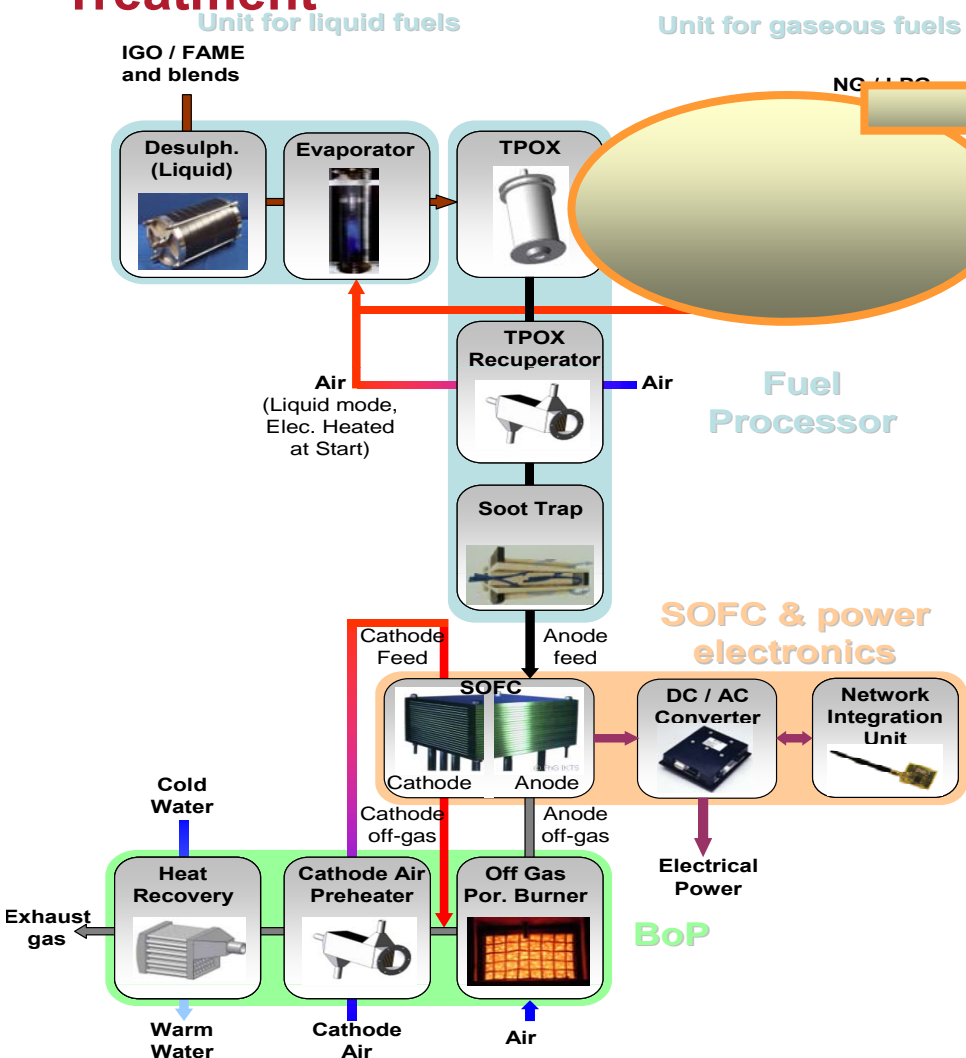 Treatment
Unit for liquid fuels
Unit for gaseous fuels
IGO / FAME
and blends
Desulph.
(Liquid)
Evaporator
TPOX
TPOX
Recuperator
Air
(Liquid mode,
Elec. Heated
at Start)
Air
Fuel
Processor
Soot Trap
SOFC & power
electronics
Cathode
Feed
Anode
feed
SOFC
Cathode
Anode
DC / AC
Converter
Network
Integration
Unit
Cold
Water
Cathode
off-gas
Anode
off-gas
Electrical
Power
Heat
Recovery
Cathode Air
Preheater
Off Gas
Por. Burner
Exhaust
gas
BoP
Warm
Water
Cathode
Air
Air